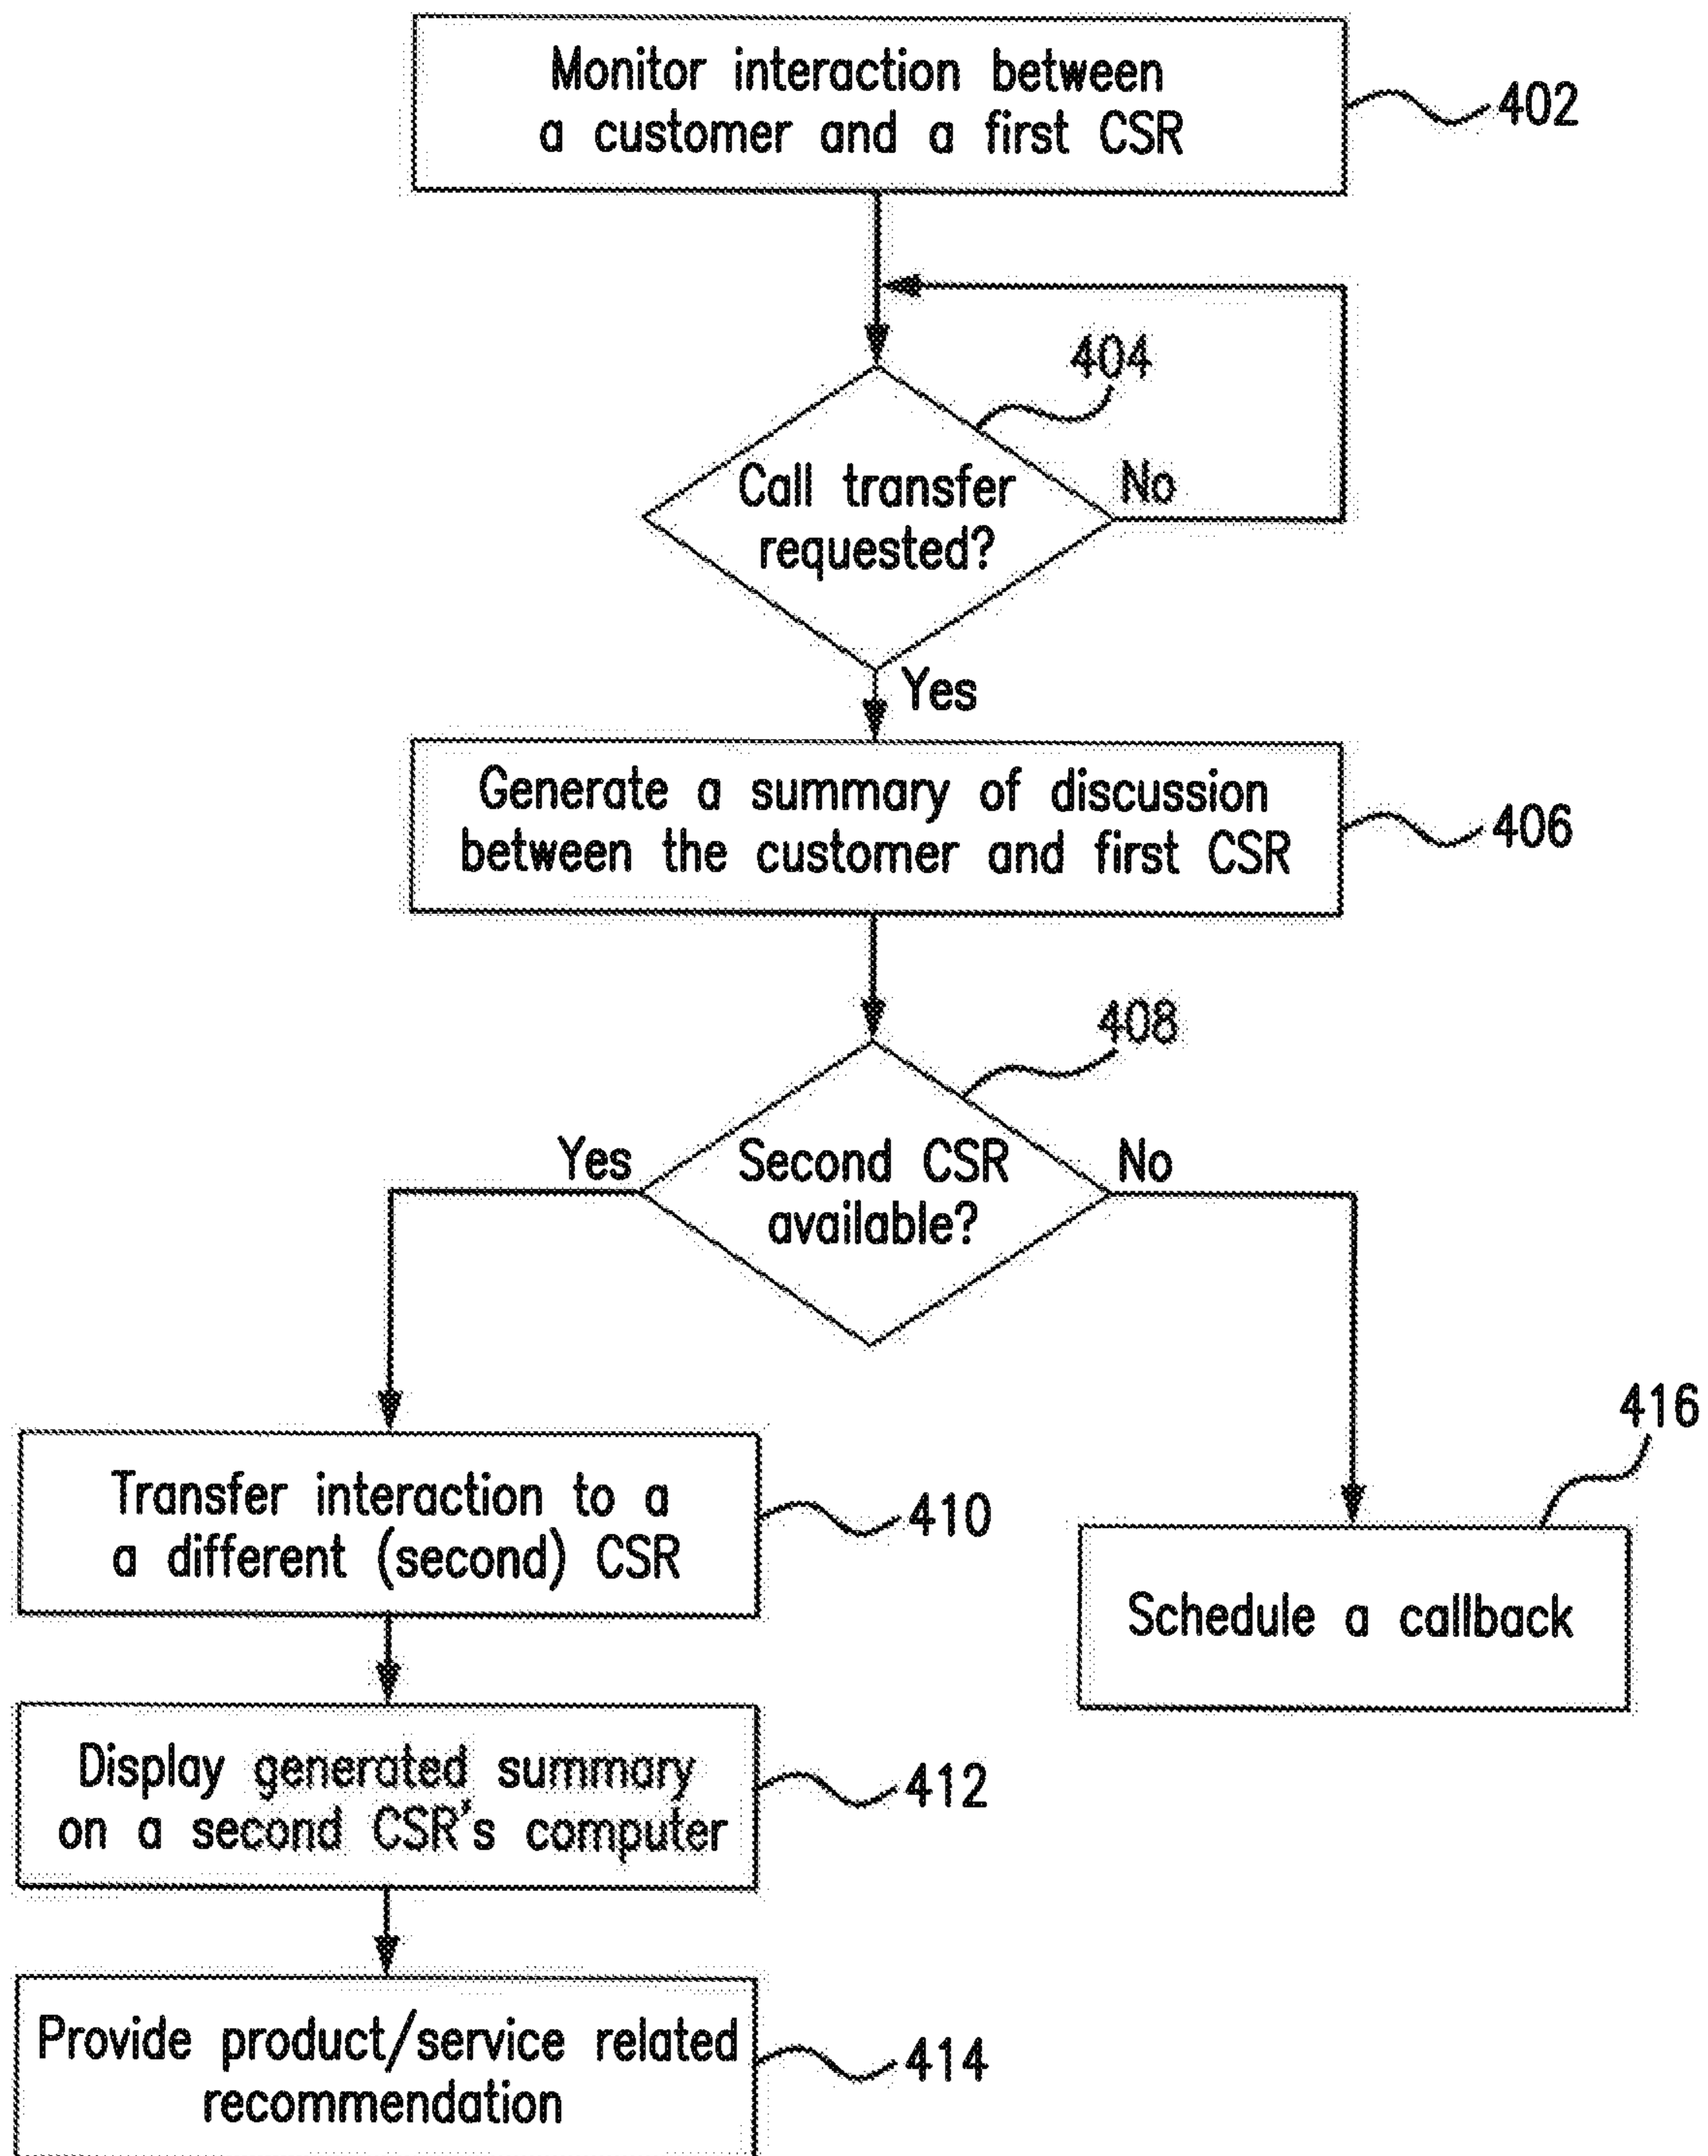 Monitor interaction between
a customer and a first CSR
402
404
Call transfer
requested?
No
Yes
Generate a summary of discussion
between the customer and first CSR
406
408
Yes
Second CSR
available?
No
416
Transfer interaction to a
a different (second) CSR
410
Schedule a callback
Display generated summary
on a second CSR's computer
412
Provide product/service related
recommendation
414